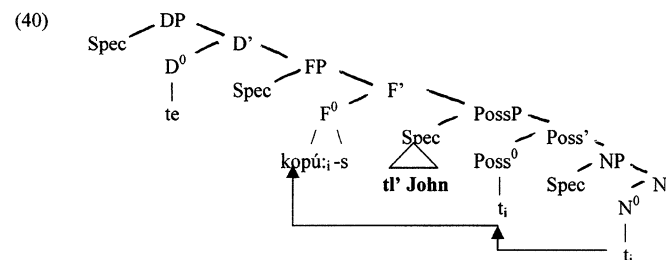 (40) DP
Spec D’
D⁰ FP
te Spec F’
F⁰ PossP
kopú:ᵢ -s Spec Poss’
tl’ John Poss⁰ NP
tᵢ Spec N
N⁰
tᵢ